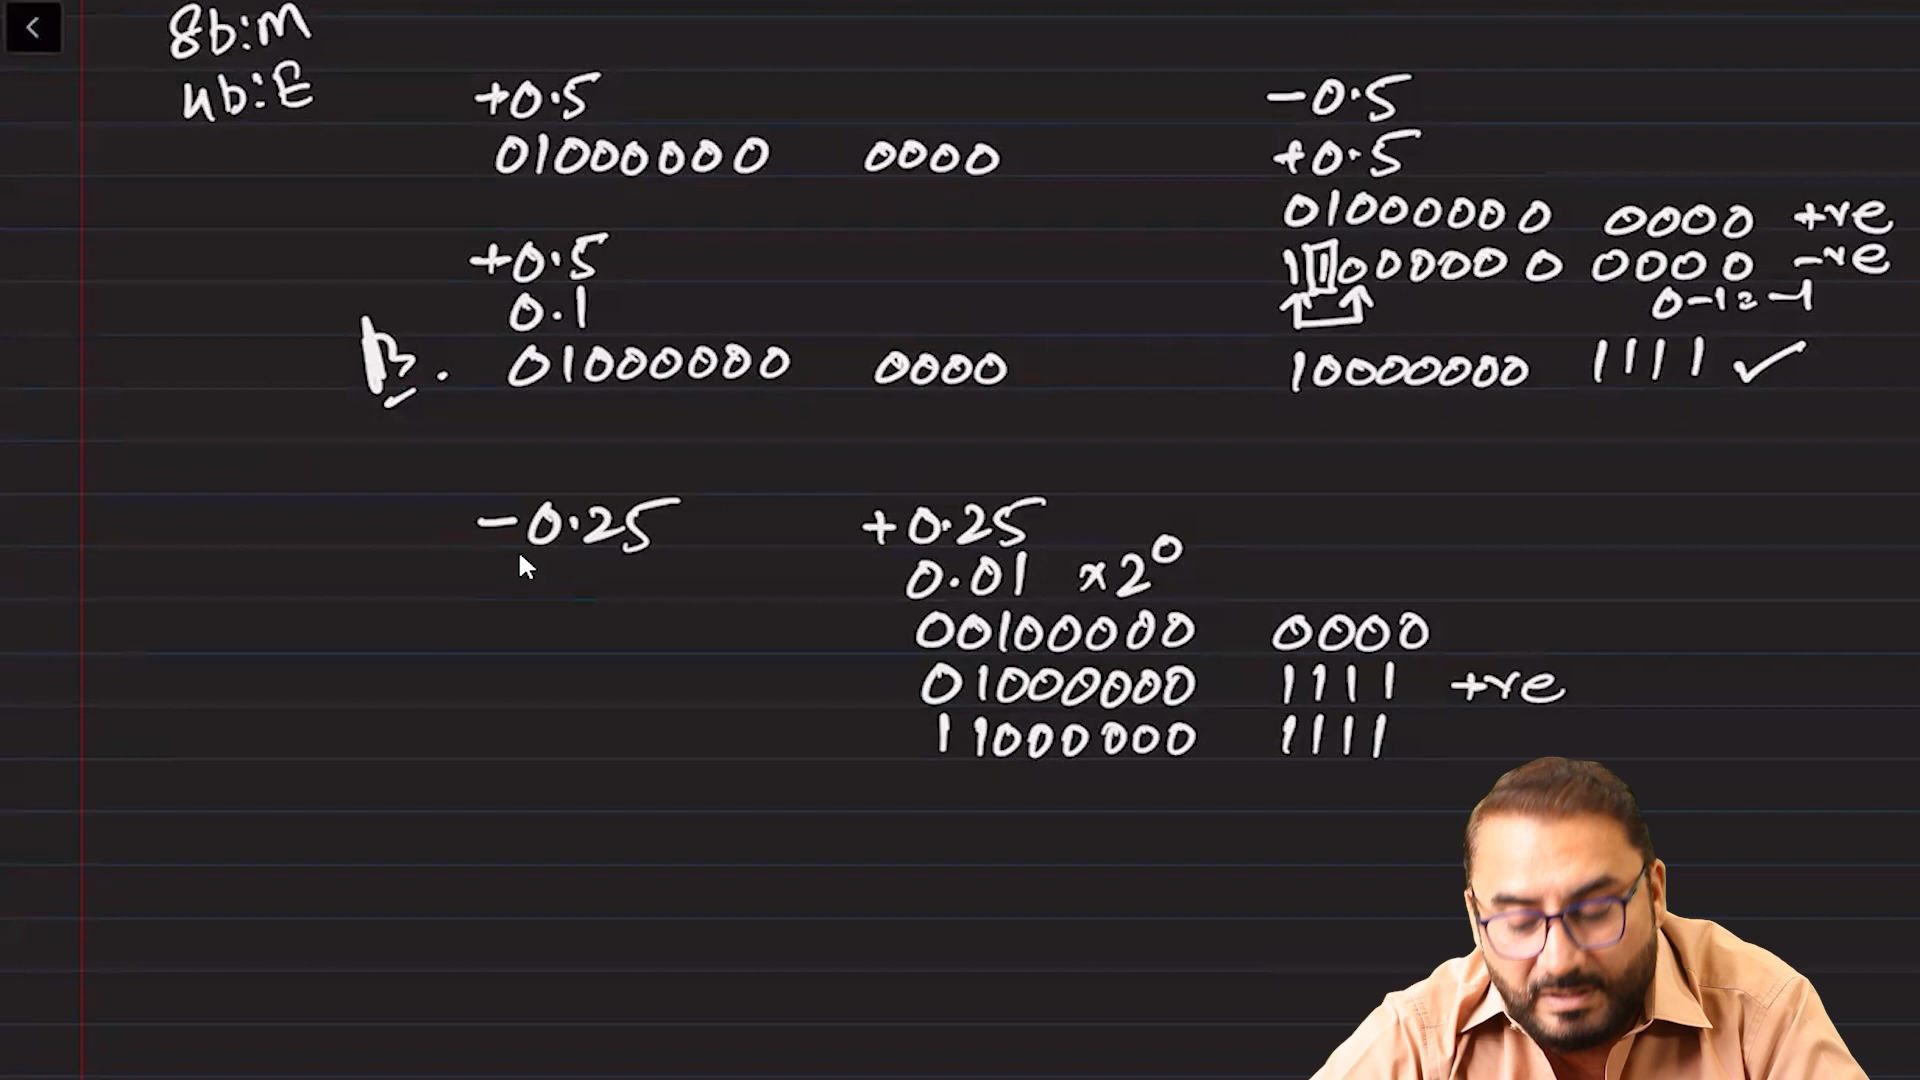 8b:M
4b:E
+0.5
01000000 0000
+0.5
0.1
B. 01000000 0000
-0.5
+0.5
01000000 0000 +ve
11000000 0000 -ve
0-1=-1
10000000 1111 ✓
-0.25
+0.25
0.01 ×2⁰
00100000 0000
01000000 1111 +ve
11000000 1111